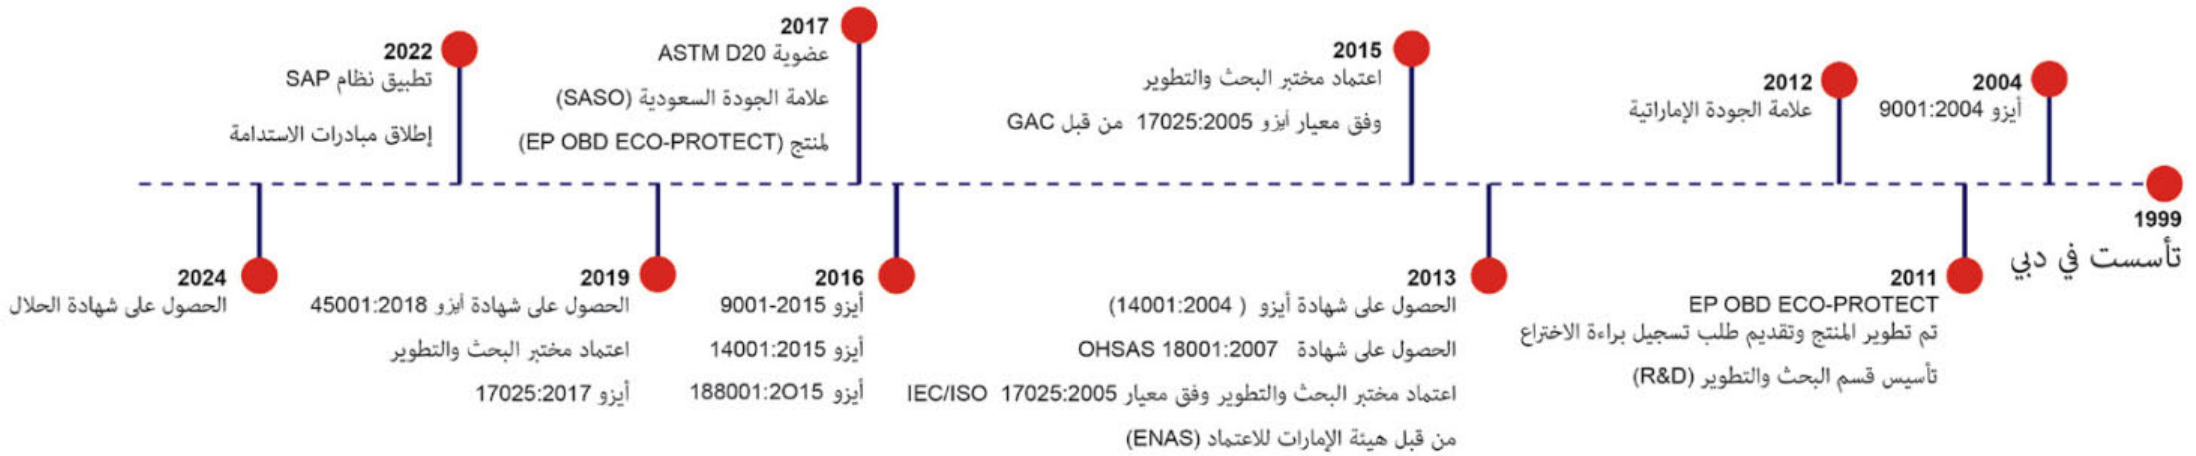 1999
تأسست في دبي
2004
أيزو 9001:2004
2011
EP OBD ECO-PROTECT
تم تطوير المنتج وتقديم طلب تسجيل براءة الاختراع
تأسيس قسم البحث والتطوير (R&D)
2012
علامة الجودة الإماراتية
2013
الحصول على شهادة أيزو ( 14001:2004)
الحصول على شهادة OHSAS 18001:2007
اعتماد مختبر البحث والتطوير وفق معيار IEC/ISO 17025:2005
من قبل هيئة الإمارات للاعتماد (ENAS)
2015
اعتماد مختبر البحث والتطوير
وفق معيار أيزو 17025:2005 من قبل GAC
2016
أيزو 9001-2015
أيزو 14001:2015
أيزو 188001:2O15
2017
عضوية ASTM D20
علامة الجودة السعودية (SASO)
لمنتج (EP OBD ECO-PROTECT)
2019
الحصول على شهادة أيزو 45001:2018
اعتماد مختبر البحث والتطوير
أيزو 17025:2017
2022
تطبيق نظام SAP
إطلاق مبادرات الاستدامة
2024
الحصول على شهادة الحلال